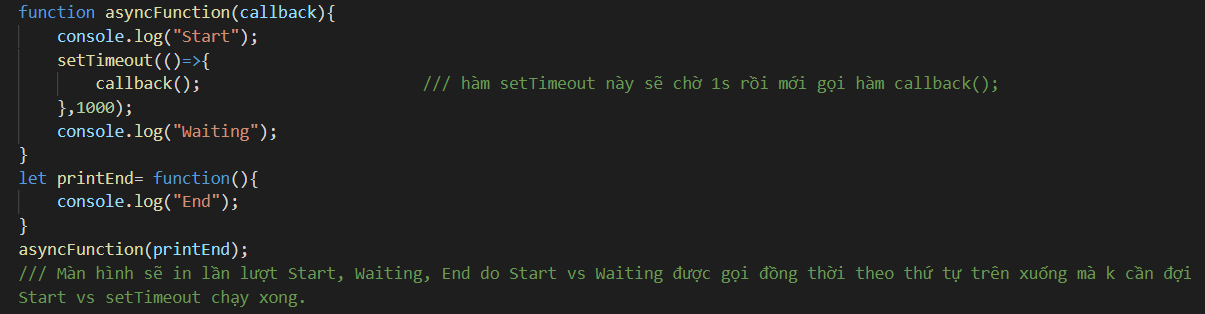 function asyncFunction(callback){
console.log("Start");
setTimeout(()=>{
callback(); /// hàm setTimeout này sẽ chờ 1s rồi mới gọi hàm callback();
},1000);
console.log("Waiting");
}
let printEnd= function(){
console.log("End");
}
asyncFunction(printEnd);
/// Màn hình sẽ in lần lượt Start, Waiting, End do Start vs Waiting được gọi đồng thời theo thứ tự trên xuống mà k cần đợi
Start vs setTimeout chạy xong.